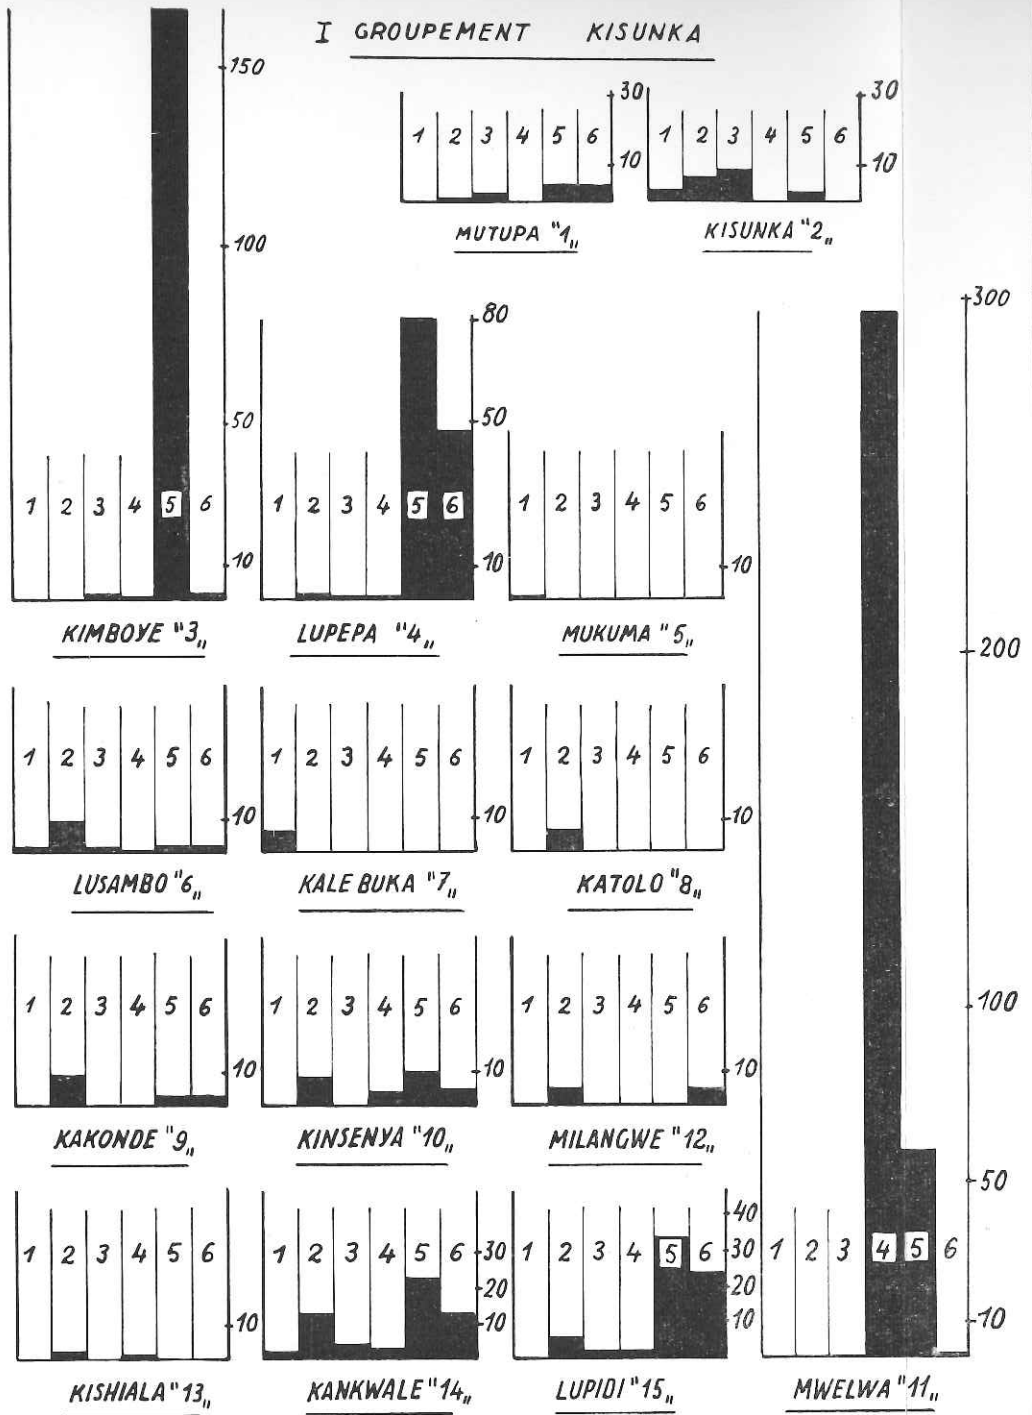 I GROUPEMENT KISUNKA
150
100
50
10
1 2 3 4 5 6
KIMBOYE "3„
30
10
1 2 3 4 5 6
MUTUPA "1„
30
10
1 2 3 4 5 6
KISUNKA "2„
80
50
10
1 2 3 4 5 6
LUPEPA "4„
10
1 2 3 4 5 6
MUKUMA "5„
1 2 3 4 5 6
10
LUSAMBO "6„
1 2 3 4 5 6
10
KALE BUKA "7„
1 2 3 4 5 6
10
KATOLO "8„
1 2 3 4 5 6
10
KAKONDE "9„
1 2 3 4 5 6
10
KINSENYA "10„
1 2 3 4 5 6
10
MILANGWE "12„
1 2 3 4 5 6
10
KISHIALA "13„
1 2 3 4 5 6
30
20
10
KANKWALE "14„
40
30
20
10
1 2 3 4 5 6
LUPIDI "15„
300
200
100
50
10
1 2 3 4 5 6
MWELWA "11„